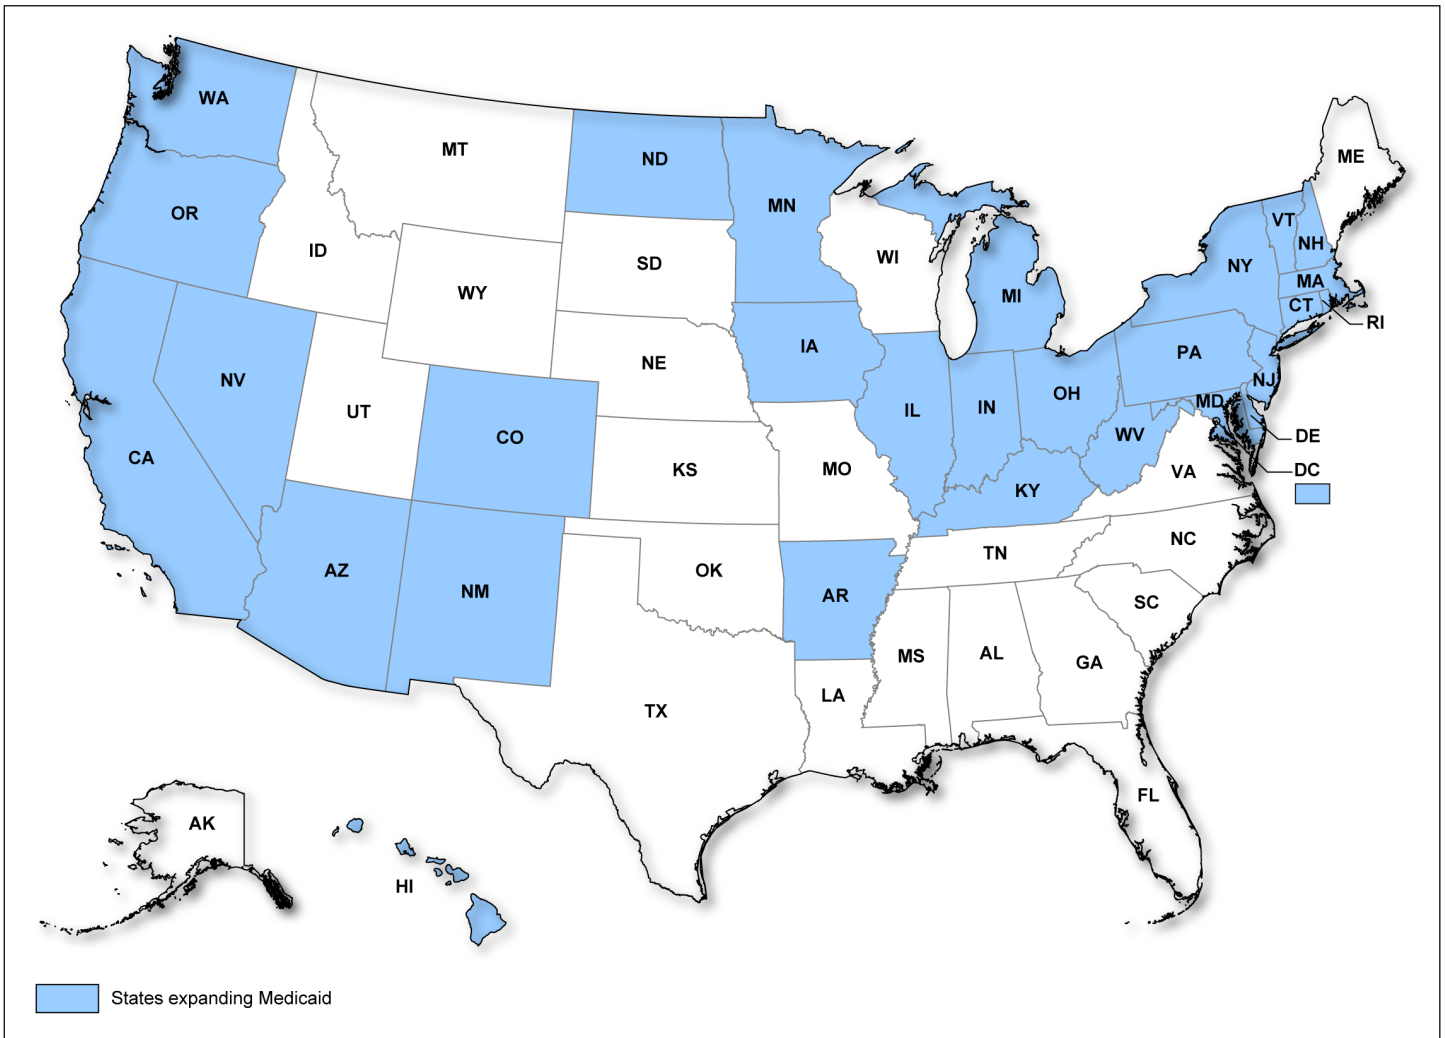 WA
MT
ND
MN
ME
OR
ID
WY
SD
WI
MI
NY
VT
NH
MA
CT
RI
NV
UT
CO
NE
IA
IL
IN
OH
PA
NJ
CA
KS
MO
KY
WV
MD
DE
DC
VA
AZ
NM
OK
AR
TN
NC
SC
TX
LA
MS
AL
GA
FL
AK
HI
States expanding Medicaid